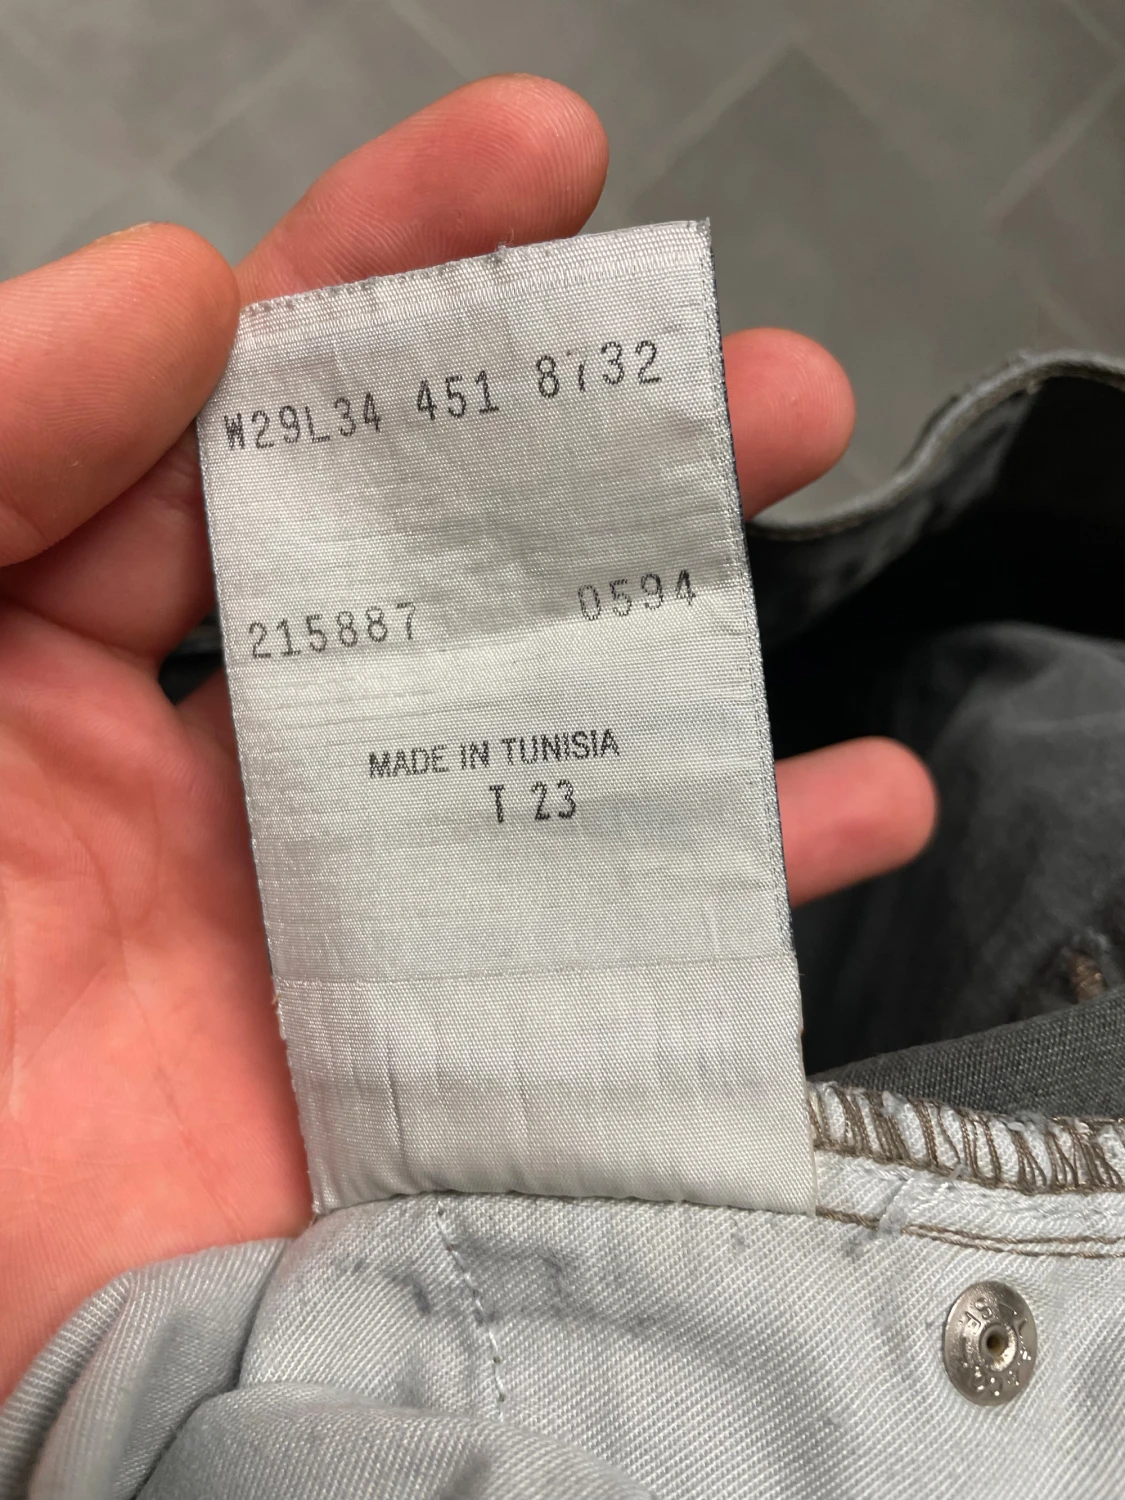 W29L34 451 8732
215887 0594
MADE IN TUNISIA
T 23